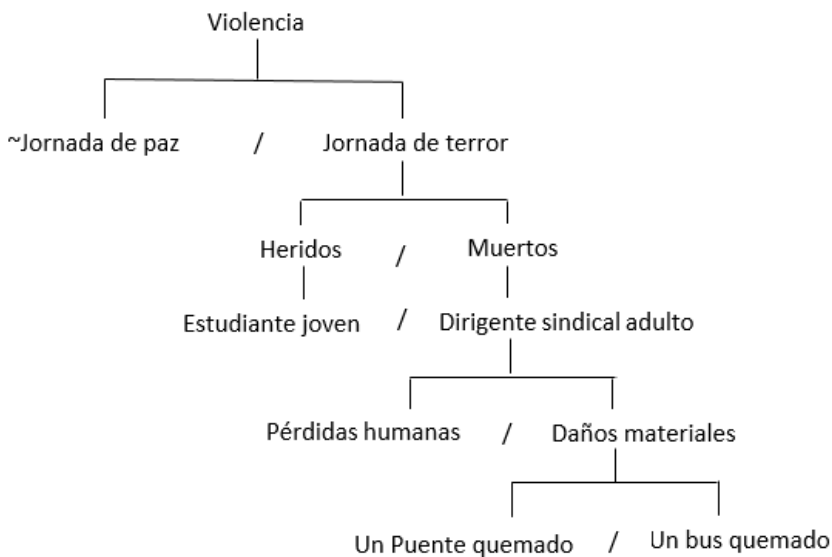 Violencia
~Jornada de paz / Jornada de terror
Heridos / Muertos
Estudiante joven / Dirigente sindical adulto
Pérdidas humanas / Daños materiales
Un Puente quemado / Un bus quemado